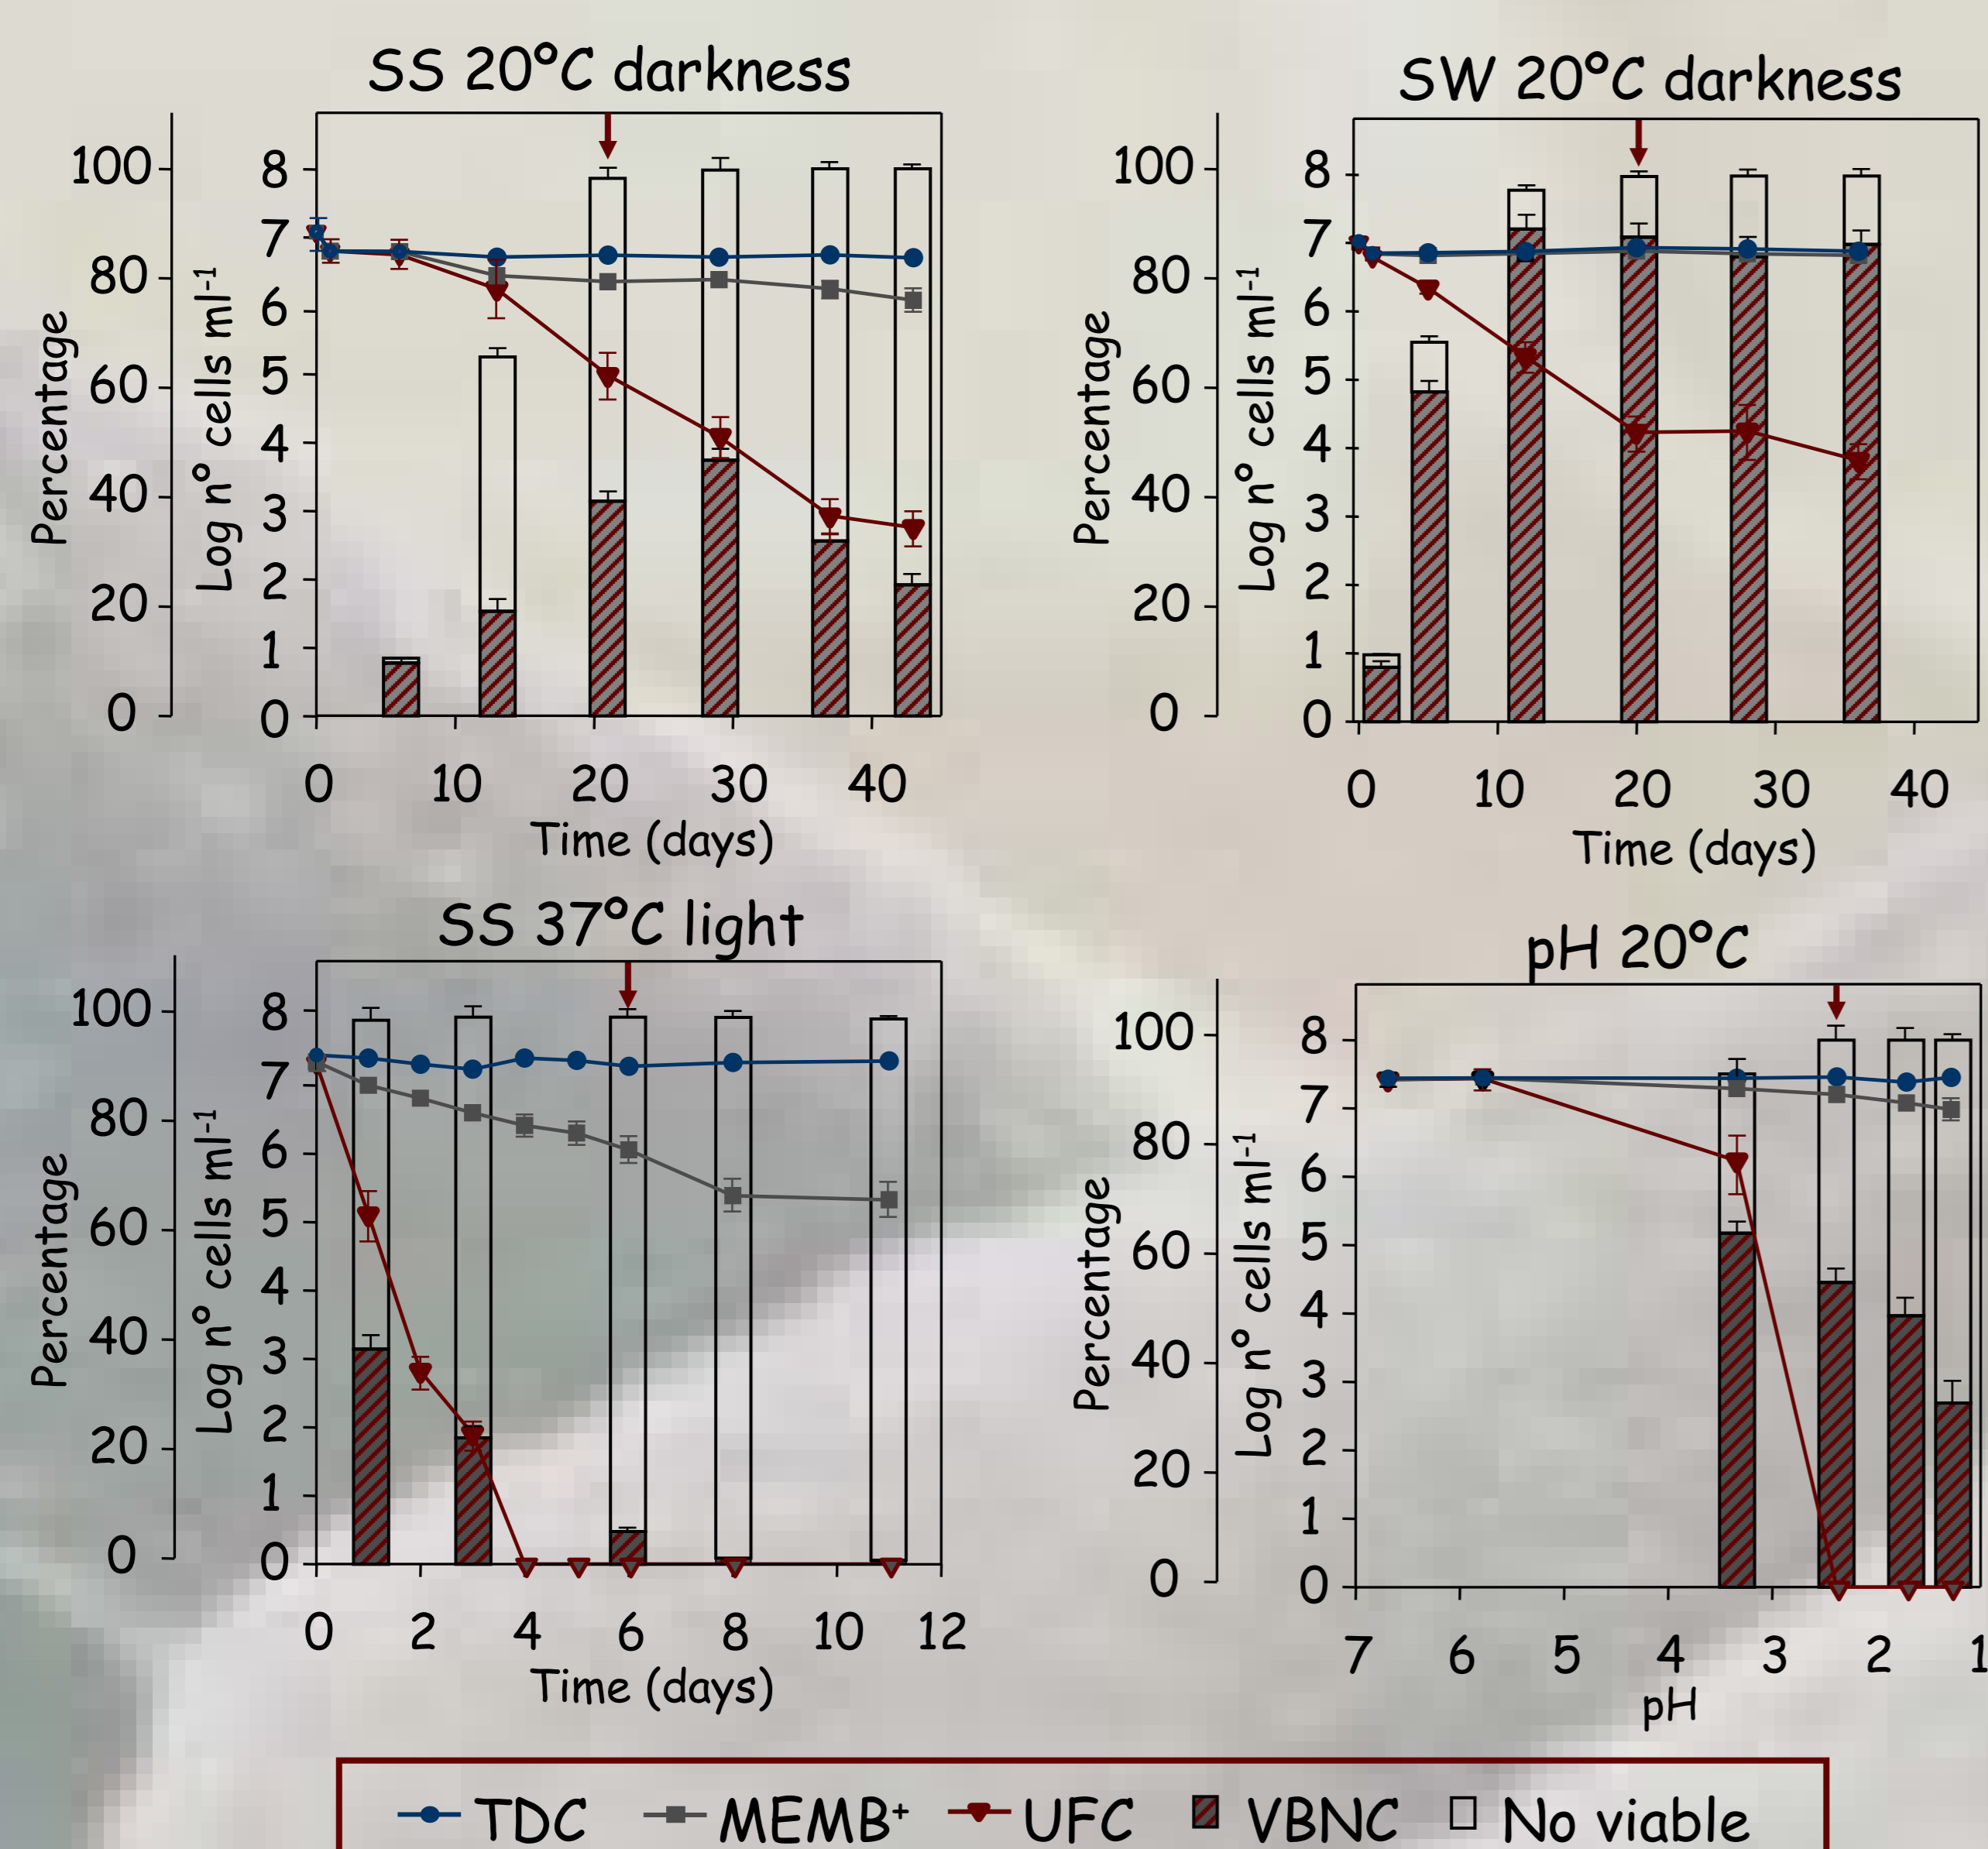 SS 20°C darkness
Percentage
100
80
60
40
20
0
Log n° cells ml⁻¹
8
7
6
5
4
3
2
1
0
0 10 20 30 40
Time (days)
SW 20°C darkness
Percentage
100
80
60
40
20
0
Log n° cells ml⁻¹
8
7
6
5
4
3
2
1
0
0 10 20 30 40
Time (days)
SS 37°C light
Percentage
100
80
60
40
20
0
Log n° cells ml⁻¹
8
7
6
5
4
3
2
1
0
0 2 4 6 8 10 12
Time (days)
pH 20°C
Percentage
100
80
60
40
20
0
Log n° cells ml⁻¹
8
7
6
5
4
3
2
1
0
7 6 5 4 3 2 1
pH
TDC MEMB⁺ UFC VBNC No viable